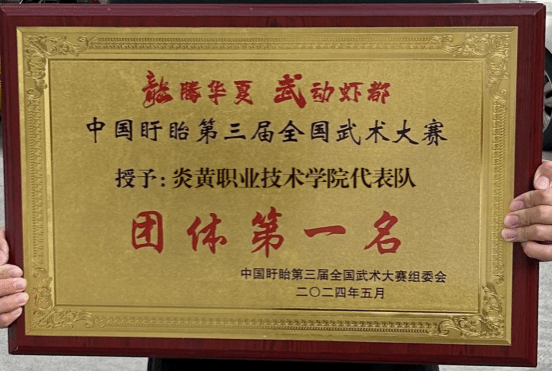 龍腾华夏 武动虾都
中国盱眙第三届全国武术大赛
授予:炎黄职业技术学院代表队
团体第一名
中国盱眙第三届全国武术大赛组委会
二〇二四年五月